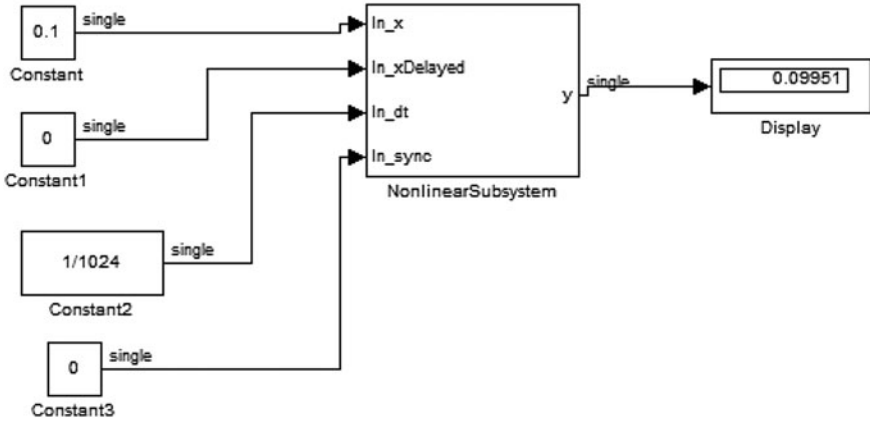 0.1
single
Constant
0
single
Constant1
1/1024
single
Constant2
0
single
Constant3
In_x
In_xDelayed
In_dt
In_sync
y
NonlinearSubsystem
single
0.09951
Display